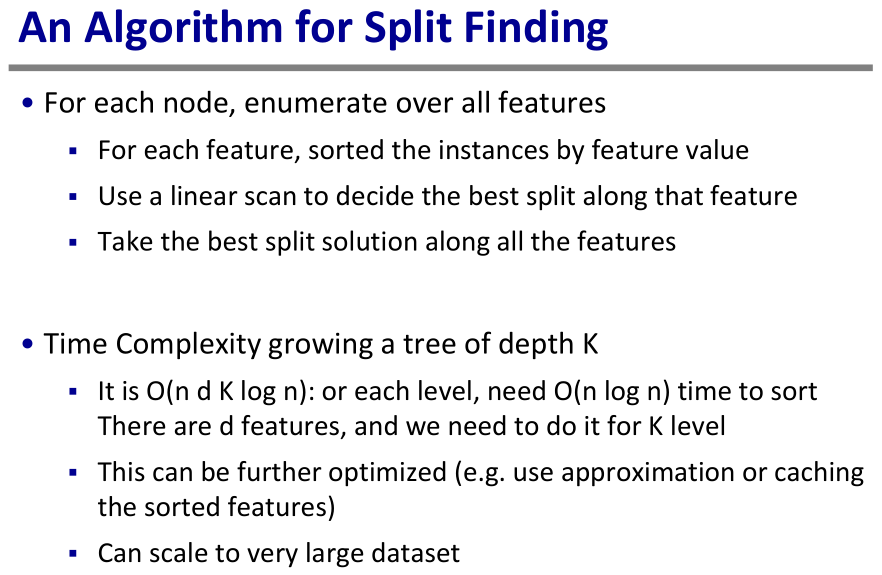 An Algorithm for Split Finding
• For each node, enumerate over all features
▪ For each feature, sorted the instances by feature value
▪ Use a linear scan to decide the best split along that feature
▪ Take the best split solution along all the features
• Time Complexity growing a tree of depth K
▪ It is O(n d K log n): or each level, need O(n log n) time to sort
There are d features, and we need to do it for K level
▪ This can be further optimized (e.g. use approximation or caching
the sorted features)
▪ Can scale to very large dataset